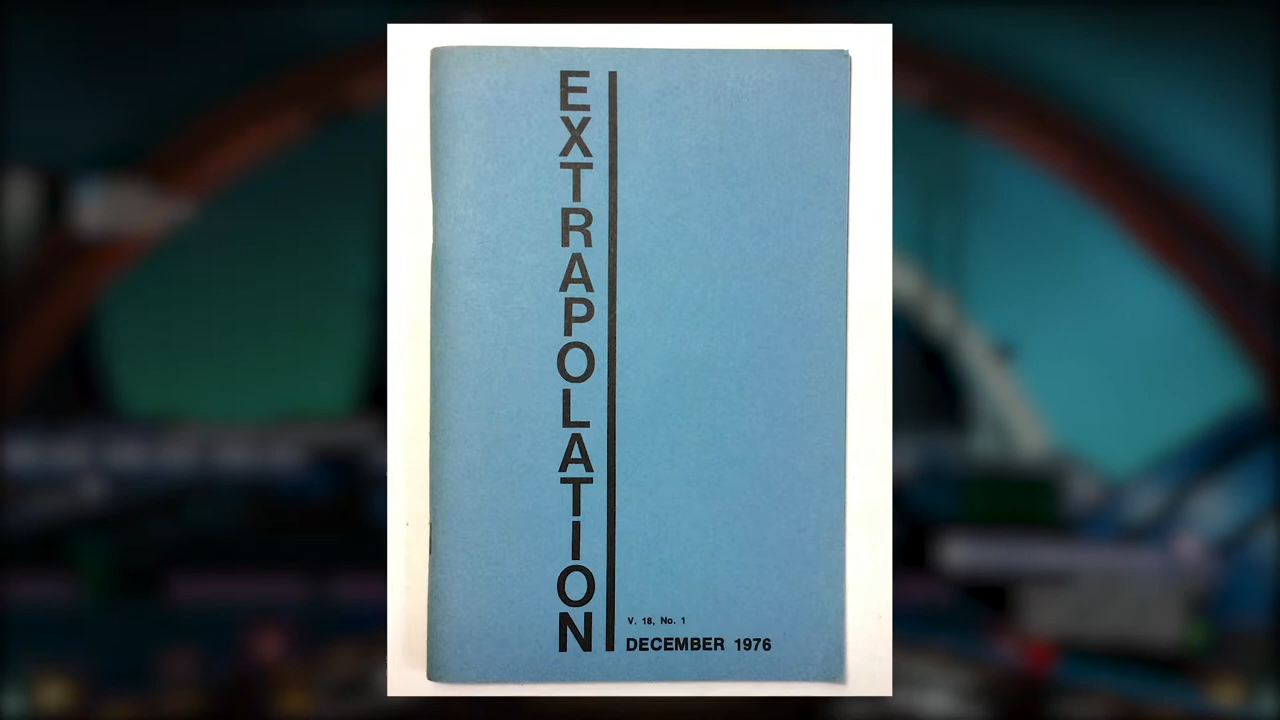 EXTRAPOLATION
V. 18, No. 1
DECEMBER 1976